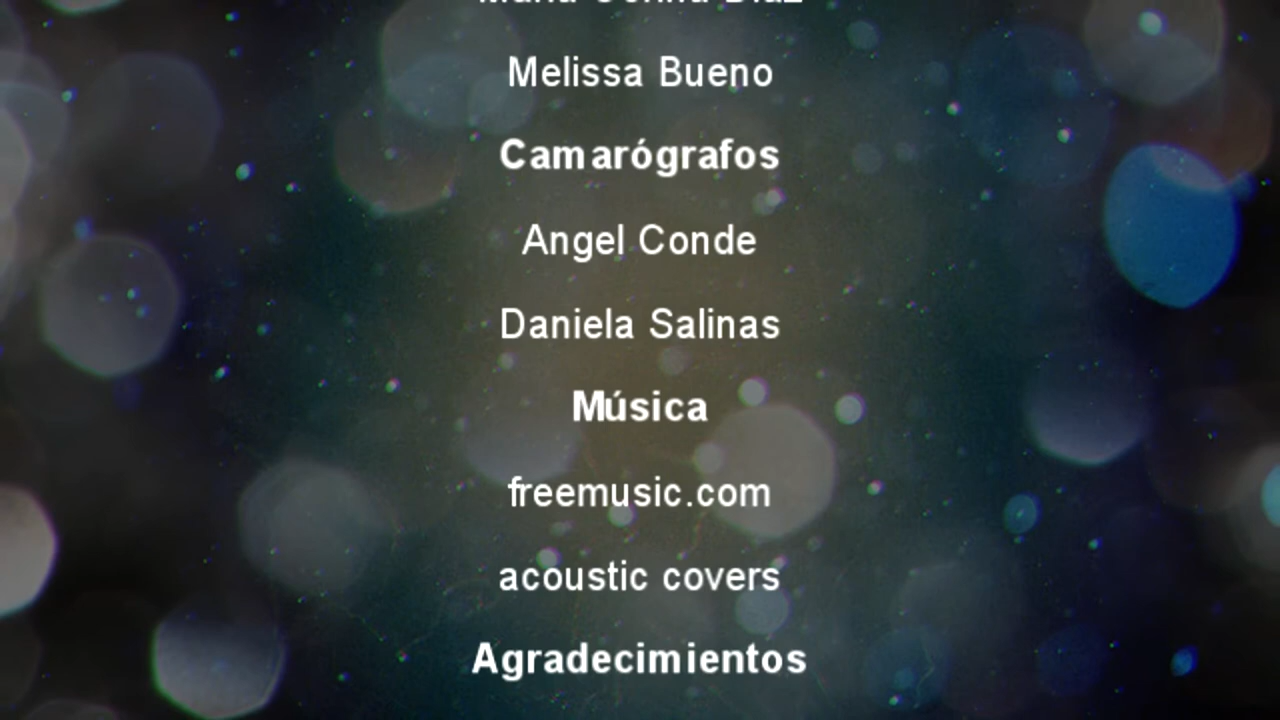 Melissa Bueno
Camarógrafos
Angel Conde
Daniela Salinas
Música
freemusic.com
acoustic covers
Agradecimientos